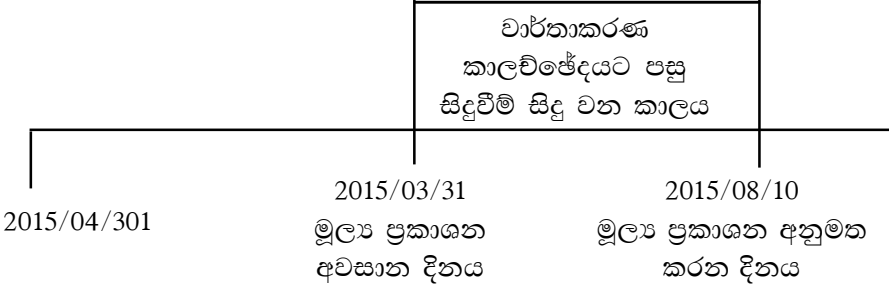 වාර්තාකරණ
කාලච්ඡේදයට පසු
සිදුවීම් සිදු වන කාලය
2015/04/301
2015/03/31
මූල්‍ය ප්‍රකාශන
අවසාන දිනය
2015/08/10
මූල්‍ය ප්‍රකාශන අනුමත
කරන දිනය